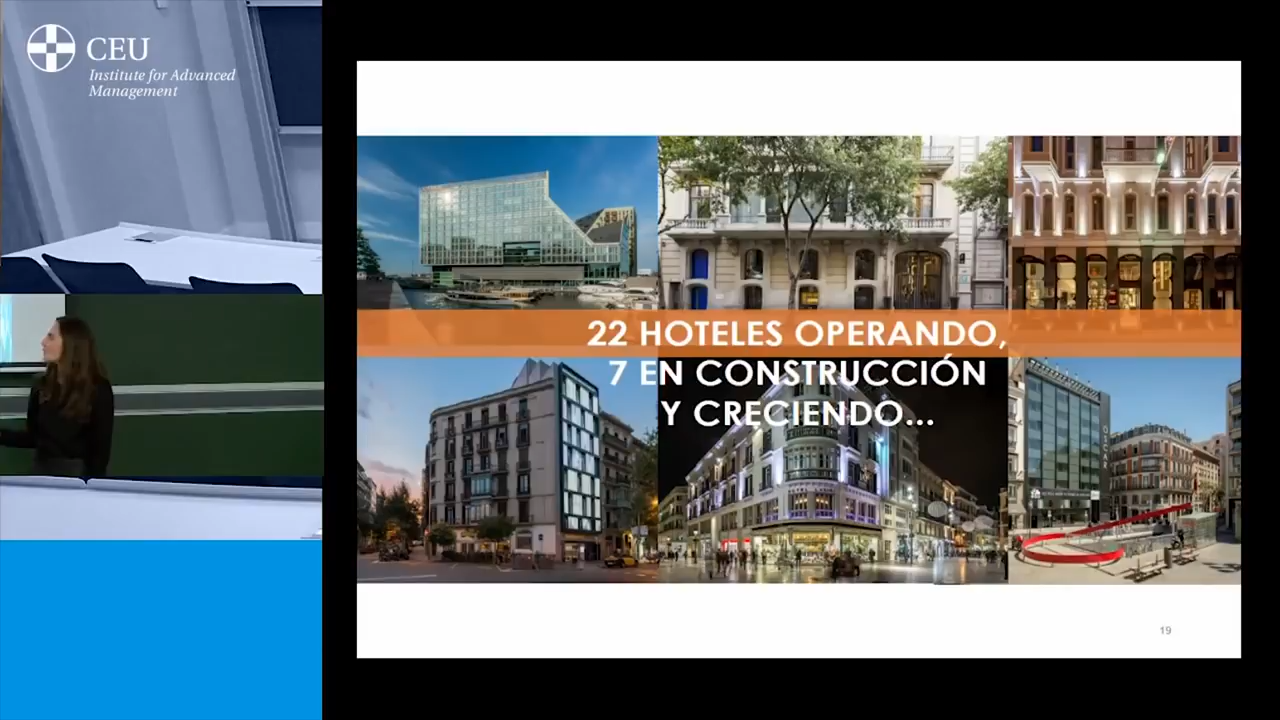 CEU
Institute for Advanced
Management
22 HOTELES OPERANDO,
7 EN CONSTRUCCIÓN
Y CRECIENDO...
19